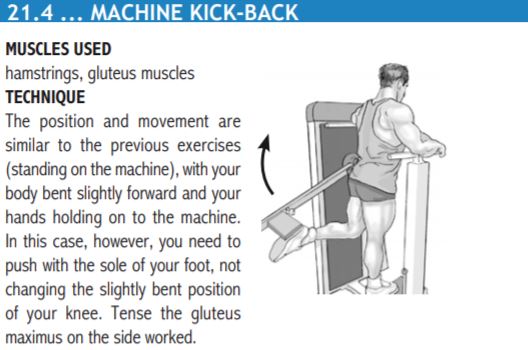 21.4 ... MACHINE KICK-BACK
MUSCLES USED
hamstrings, gluteus muscles
TECHNIQUE
The position and movement are
similar to the previous exercises
(standing on the machine), with your
body bent slightly forward and your
hands holding on to the machine.
In this case, however, you need to
push with the sole of your foot, not
changing the slightly bent position
of your knee. Tense the gluteus
maximus on the side worked.